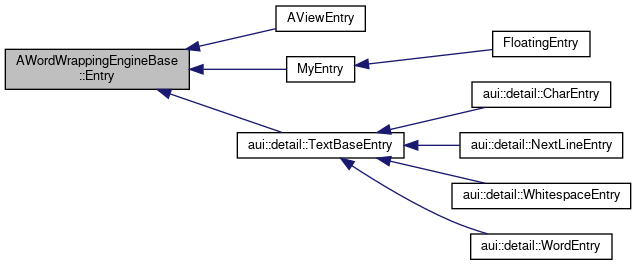 AViewEntry
FloatingEntry
AWordWrappingEngineBase
::Entry
MyEntry
aui::detail::CharEntry
aui::detail::TextBaseEntry
aui::detail::NextLineEntry
aui::detail::WhitespaceEntry
aui::detail::WordEntry